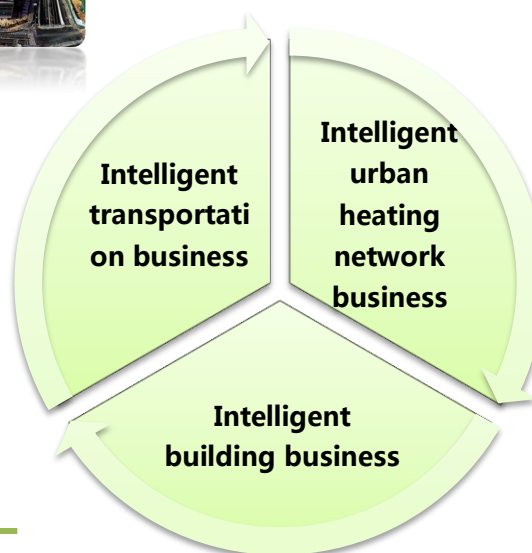 Intelligent
transportati
on business
Intelligent
urban
heating
network
business
Intelligent
building business